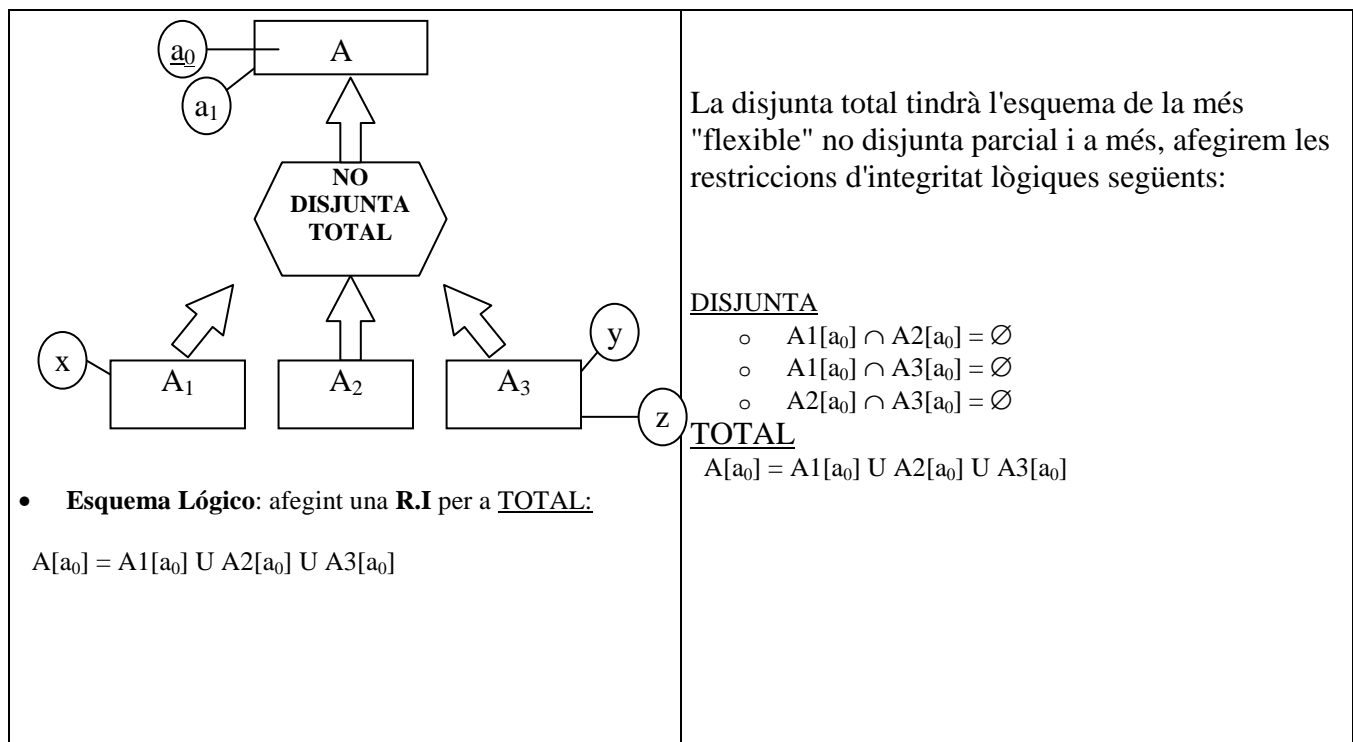 a₀
A
a₁
NO
DISJUNTA
TOTAL
x
A₁
A₂
A₃
y
z
• Esquema Lógico: afegint una R.I per a TOTAL:
A[a₀] = A1[a₀] U A2[a₀] U A3[a₀]
La disjunta total tindrà l'esquema de la més
"flexible" no disjunta parcial i a més, afegirem les
restriccions d'integritat lògiques següents:
DISJUNTA
o A1[a₀] ∩ A2[a₀] = ∅
o A1[a₀] ∩ A3[a₀] = ∅
o A2[a₀] ∩ A3[a₀] = ∅
TOTAL
A[a₀] = A1[a₀] U A2[a₀] U A3[a₀]